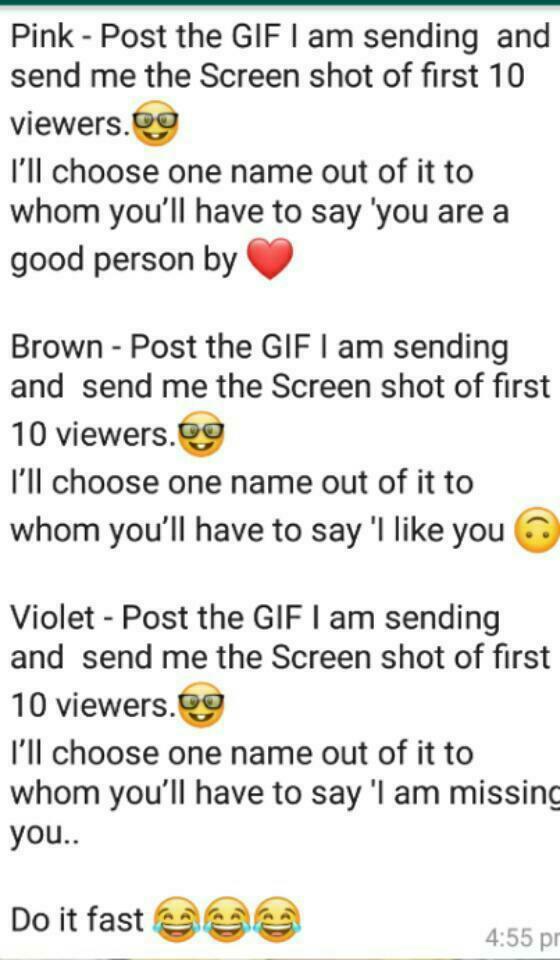 Pink - Post the GIF I am sending  and
send me the Screen shot of first 10
viewers.🤓
I’ll choose one name out of it to
whom you’ll have to say 'you are a
good person by ❤️
Brown - Post the GIF I am sending
and  send me the Screen shot of first
10 viewers.🤓
I’ll choose one name out of it to
whom you’ll have to say 'I like you 🙃
Violet - Post the GIF I am sending
and  send me the Screen shot of first
10 viewers.🤓
I’ll choose one name out of it to
whom you’ll have to say 'I am missing
you..
Do it fast 😂😂😂
4:55 pm